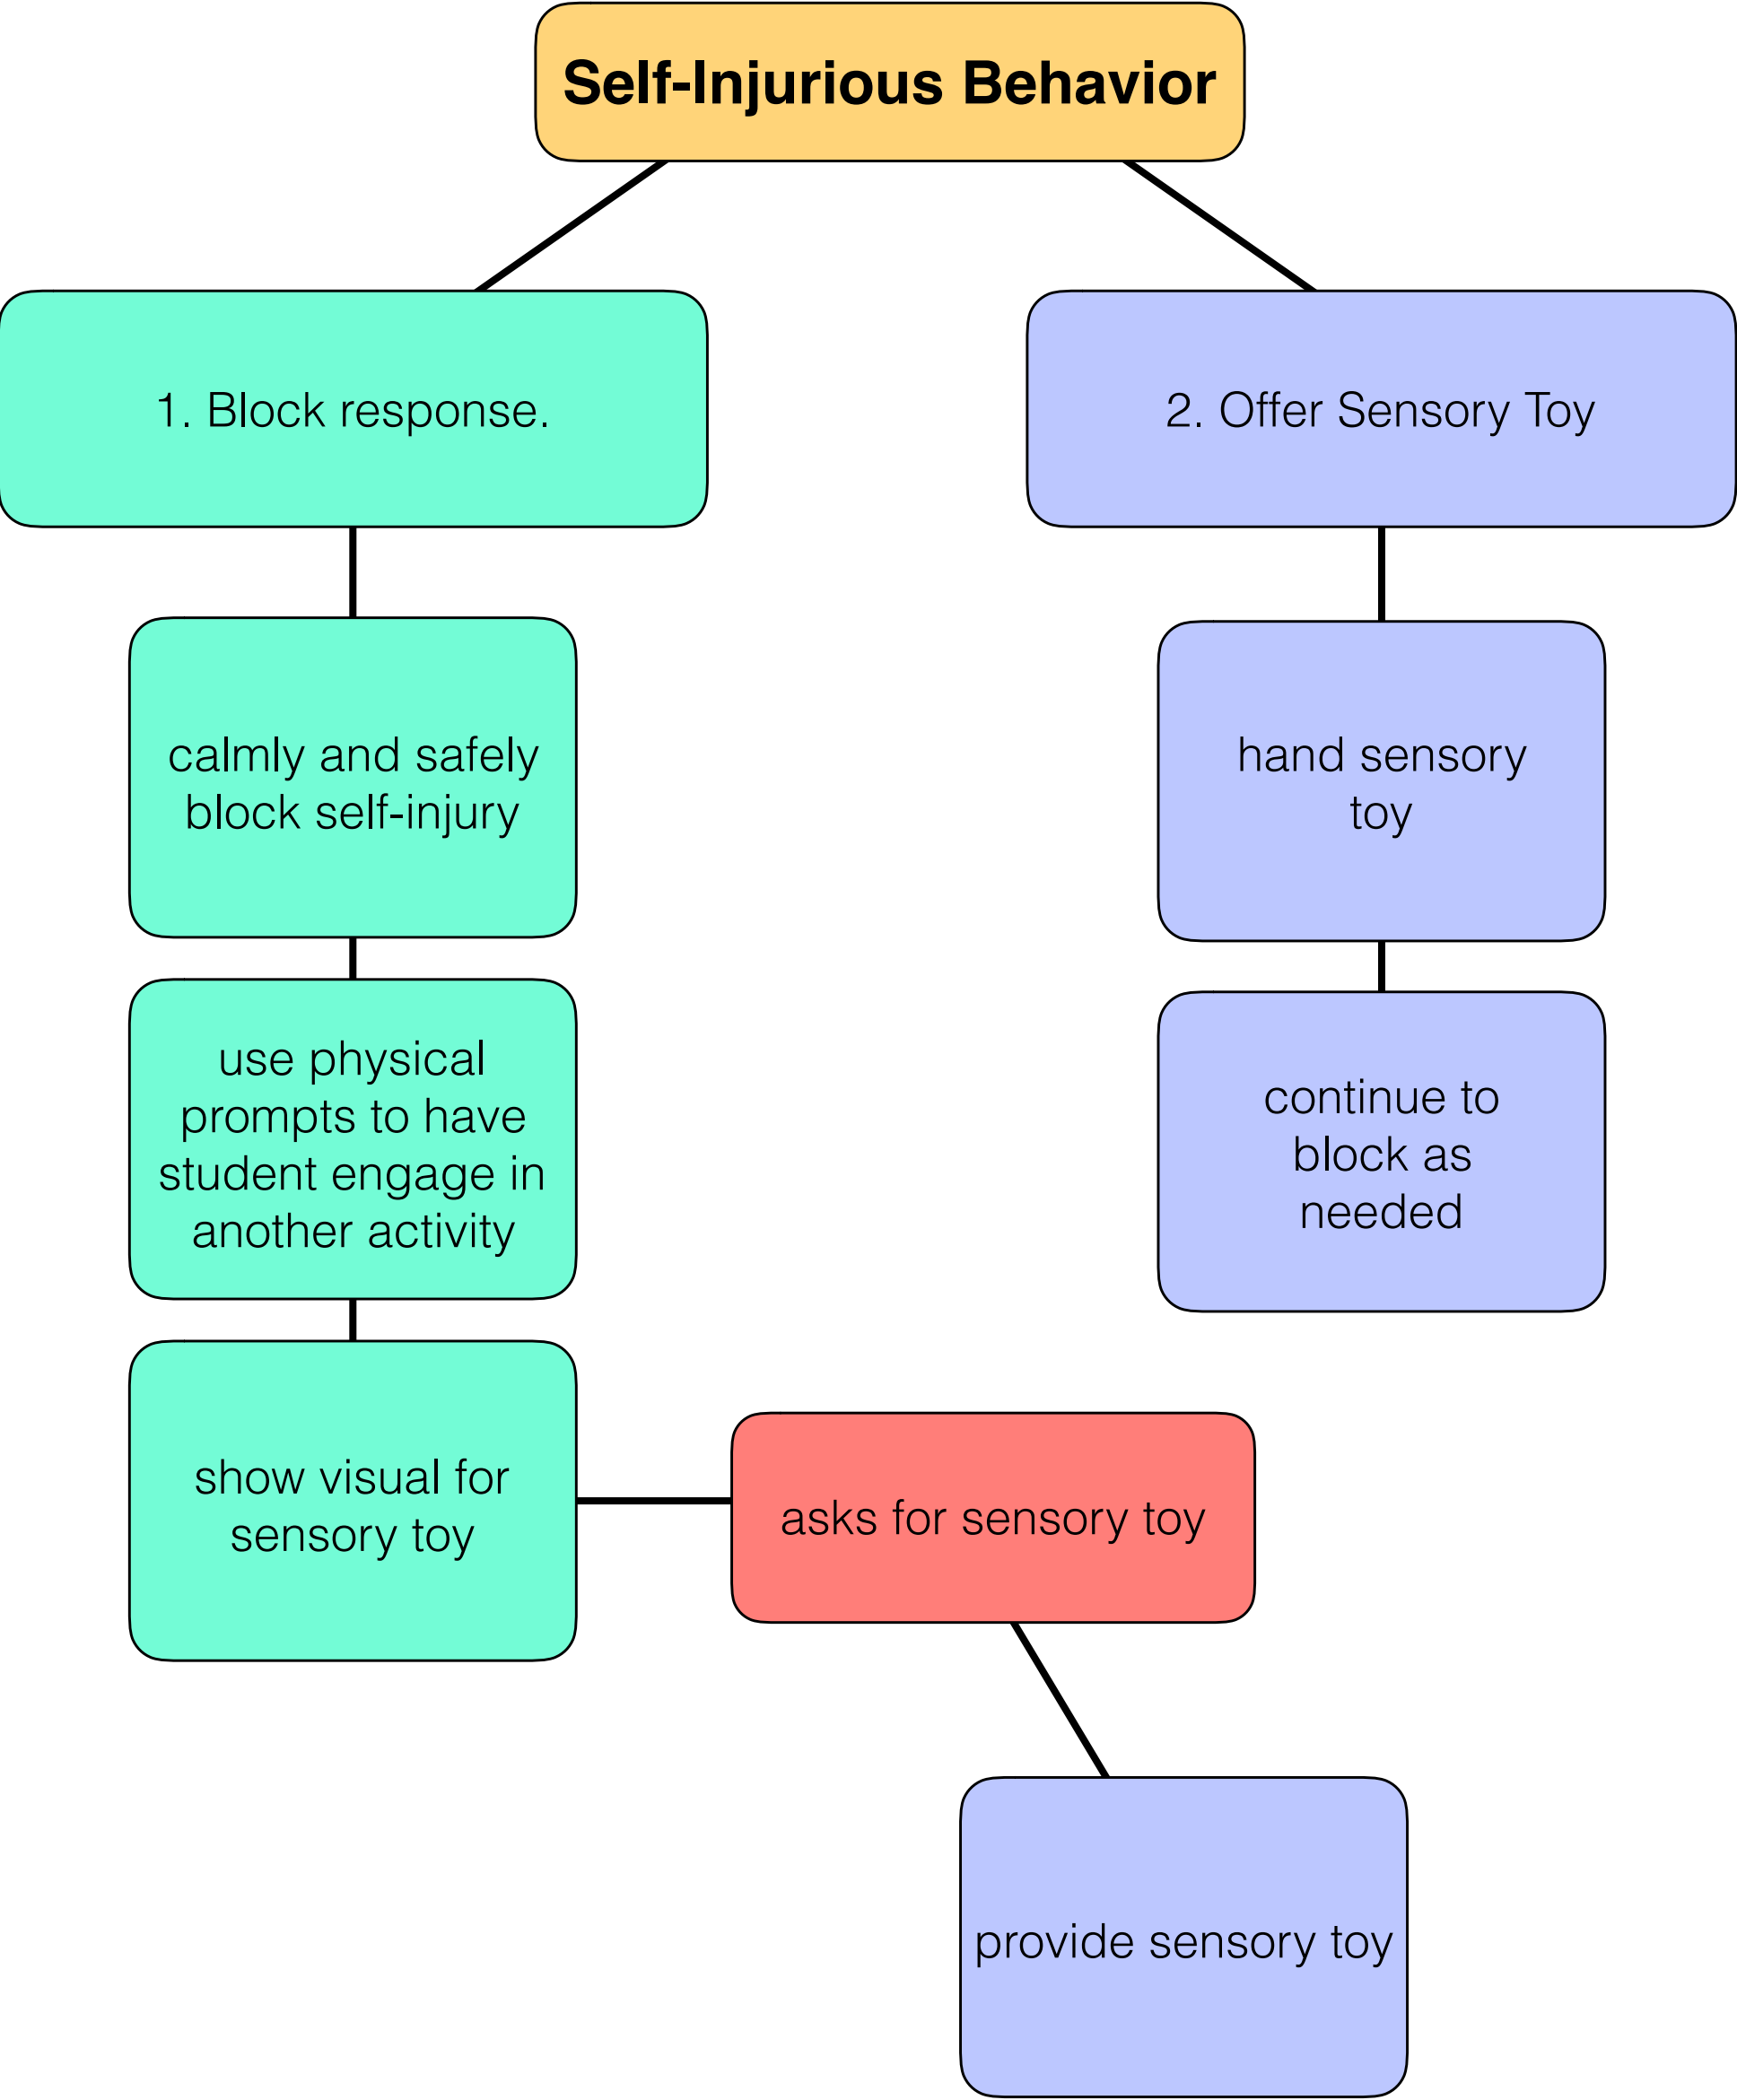 Self-Injurious Behavior
1. Block response.
2. Offer Sensory Toy
calmly and safely
block self-injury
hand sensory
toy
use physical
prompts to have
student engage in
another activity
continue to
block as
needed
show visual for
sensory toy
asks for sensory toy
provide sensory toy